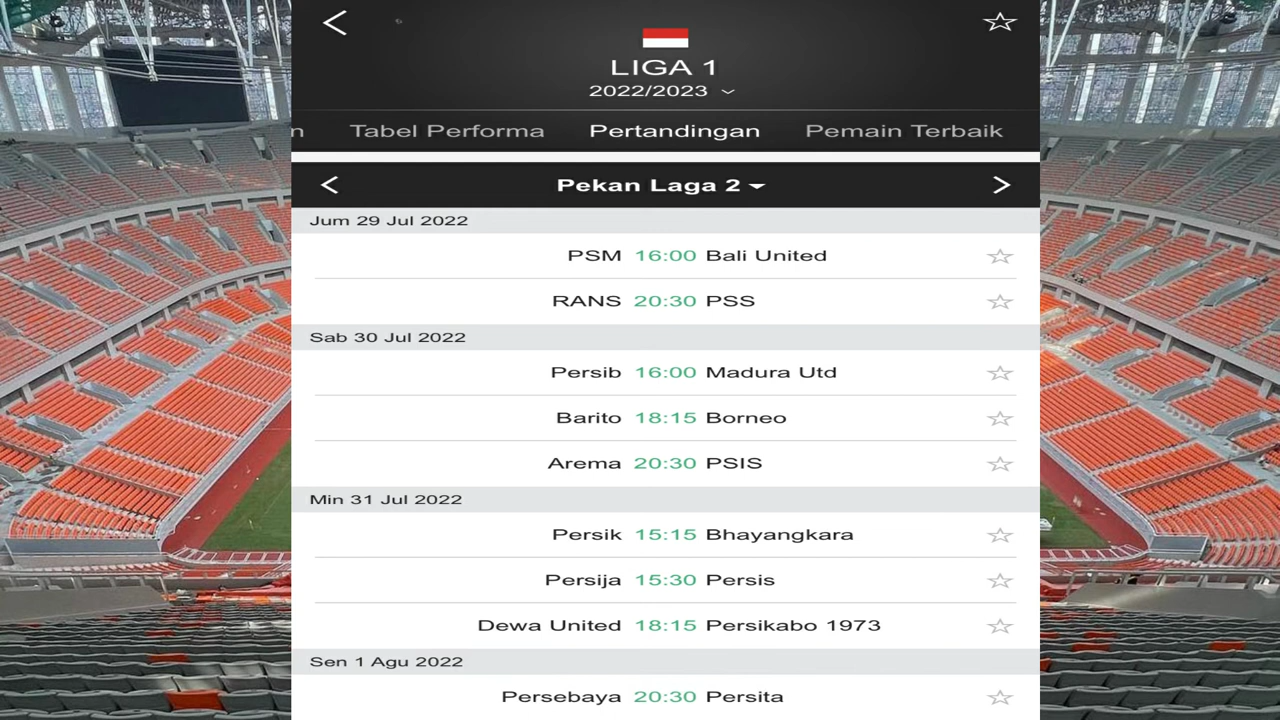 LIGA 1
2022/2023
n Tabel Performa Pertandingan Pemain Terbaik
Pekan Laga 2
Jum 29 Jul 2022
PSM 16:00 Bali United
RANS 20:30 PSS
Sab 30 Jul 2022
Persib 16:00 Madura Utd
Barito 18:15 Borneo
Arema 20:30 PSIS
Min 31 Jul 2022
Persik 15:15 Bhayangkara
Persija 15:30 Persis
Dewa United 18:15 Persikabo 1973
Sen 1 Agu 2022
Persebaya 20:30 Persita